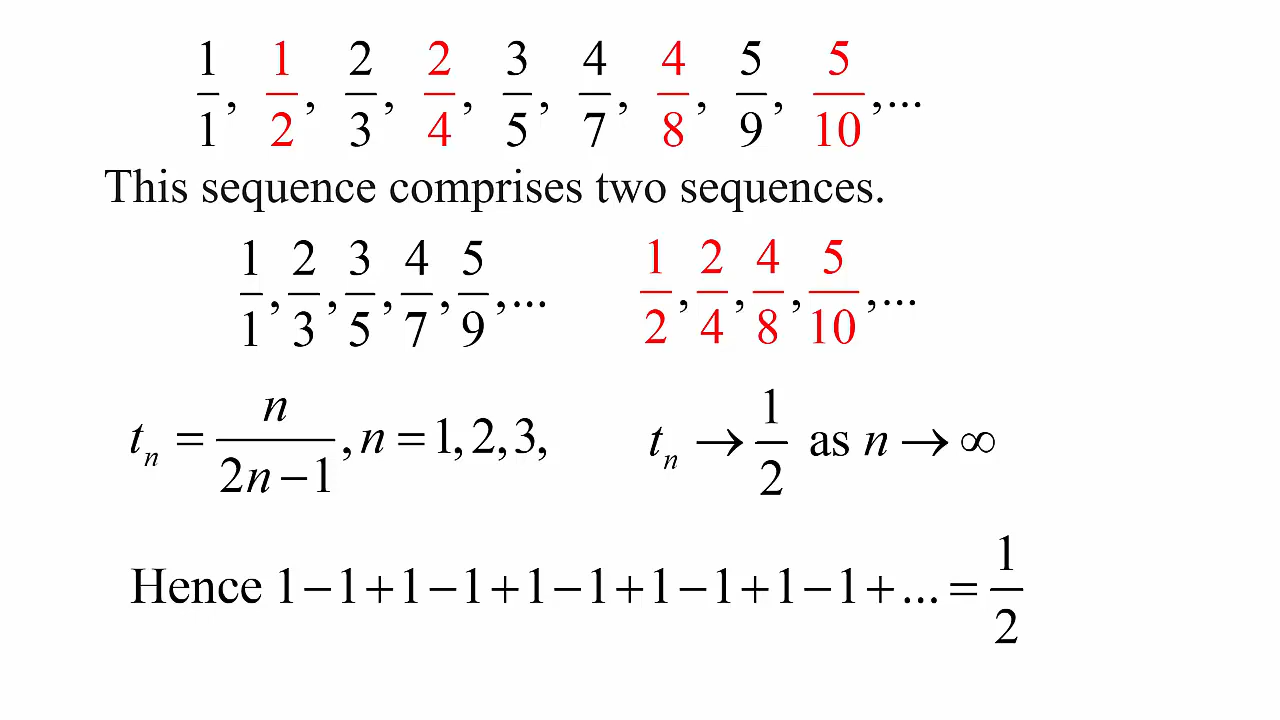 1/1, 1/2, 2/3, 2/4, 3/5, 4/7, 4/8, 5/9, 5/10, ...
This sequence comprises two sequences.
1/1, 2/3, 3/5, 4/7, 5/9, ... 1/2, 2/4, 4/8, 5/10, ...
tₙ = n/(2n−1), n = 1, 2, 3, tₙ → 1/2 as n → ∞
Hence 1−1+1−1+1−1+1−1+1−1+... = 1/2